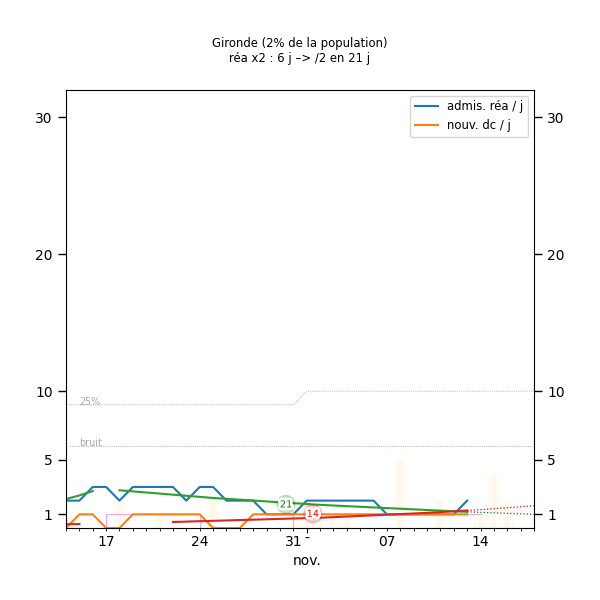 Gironde (2% de la population)
réa x2 : 6 j –> /2 en 21 j
admis. réa / j
nouv. dc / j
30 30
20 20
10 10
25%
bruit
5 5
21
14
1 1
17 24 31 - 07 14
nov.